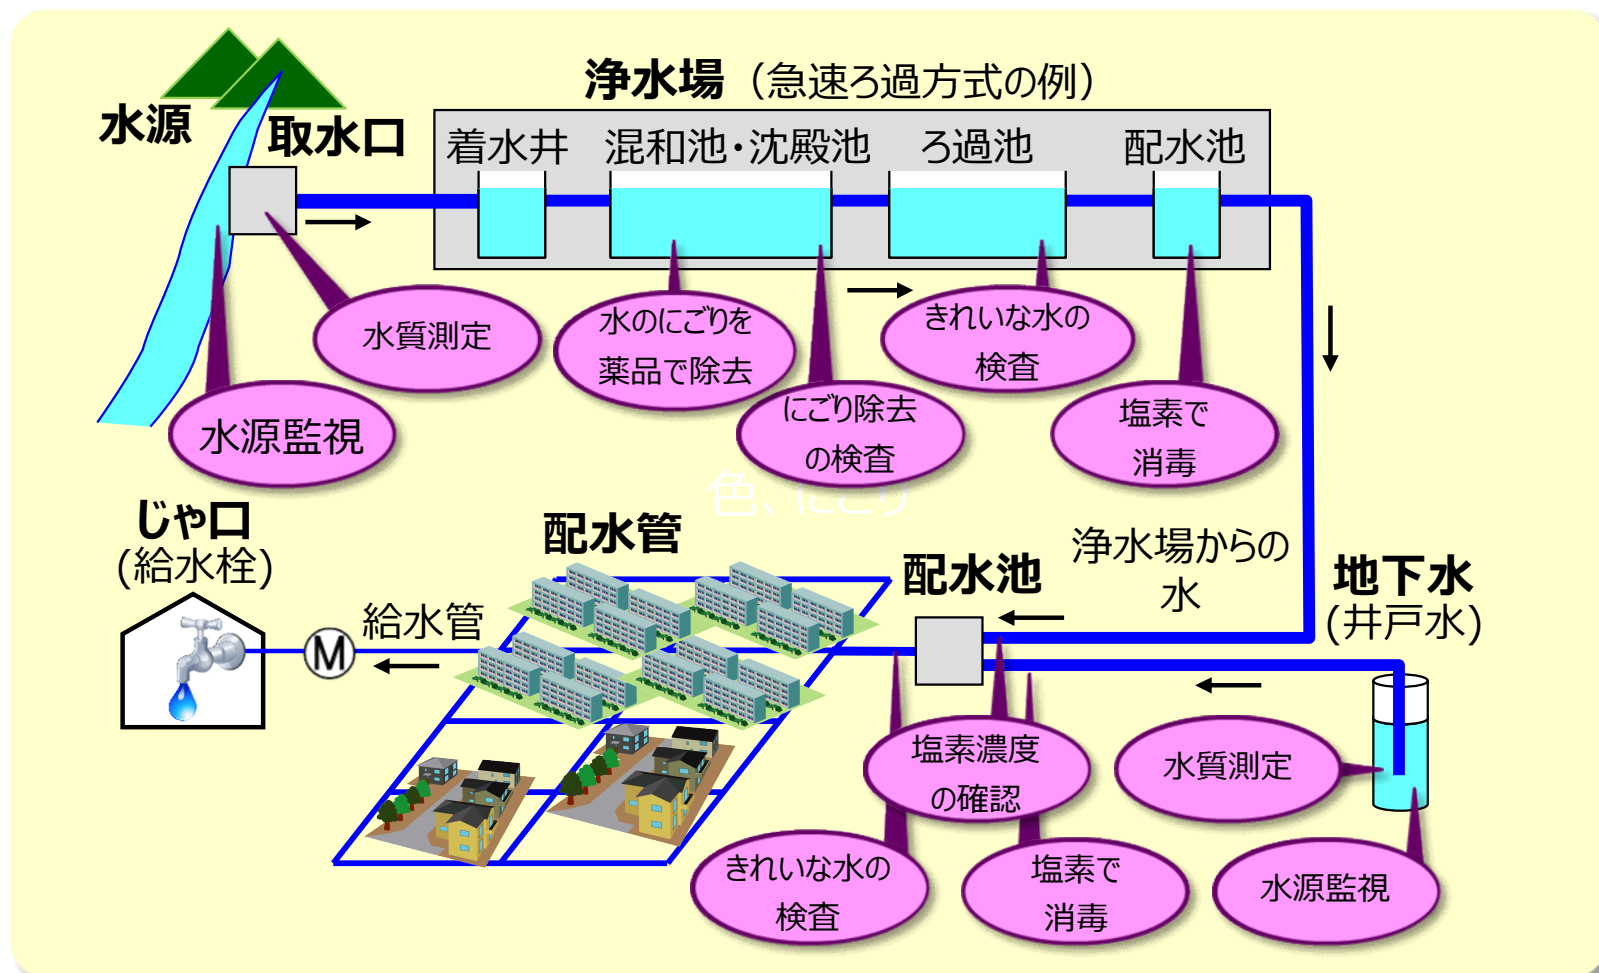 浄水場（急速ろ過方式の例）
水源
取水口
着水井
混和池・沈殿池
ろ過池
配水池
水質測定
水のにごりを
薬品で除去
きれいな水の
検査
水源監視
にごり除去
の検査
塩素で
消毒
色、にごり
じゃ口
(給水栓)
配水管
給水管
M
配水池
浄水場からの
水
地下水
(井戸水)
塩素濃度
の確認
水質測定
きれいな水の
検査
塩素で
消毒
水源監視